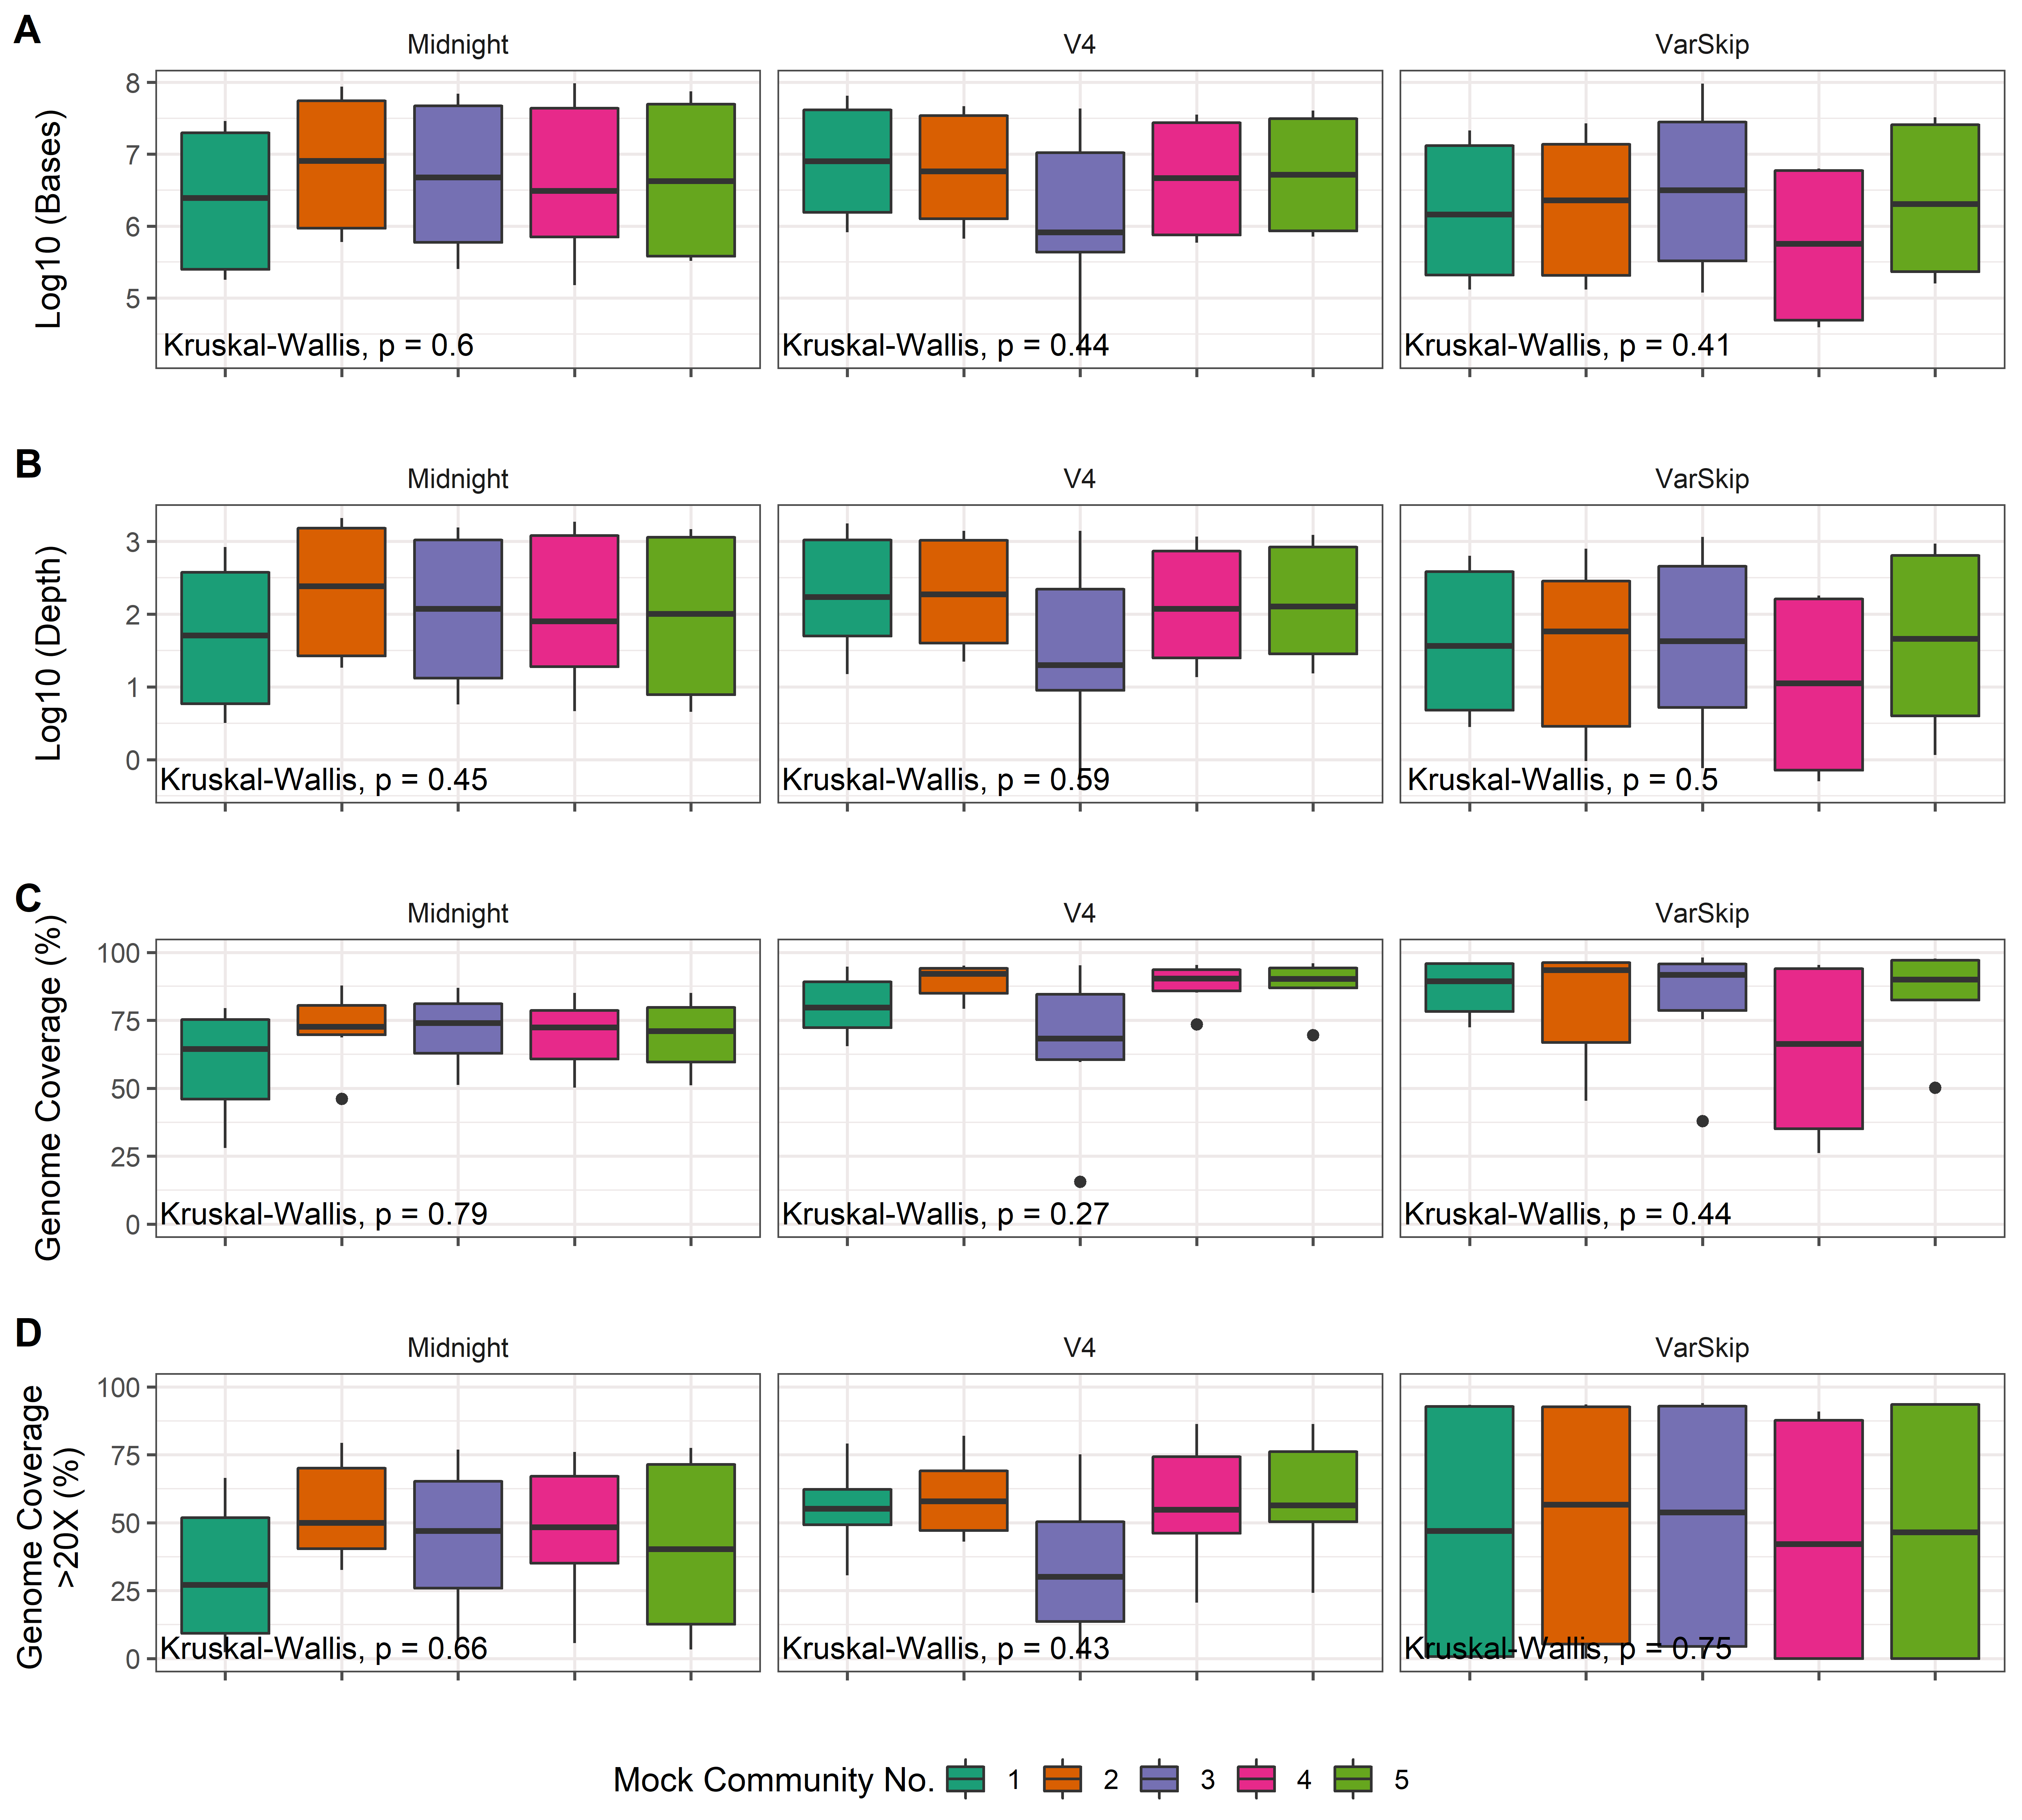 A
Midnight
V4
VarSkip
Log10 (Bases)
8
7
6
5
Kruskal-Wallis, p = 0.6
Kruskal-Wallis, p = 0.44
Kruskal-Wallis, p = 0.41
B
Midnight
V4
VarSkip
Log10 (Depth)
3
2
1
0
Kruskal-Wallis, p = 0.45
Kruskal-Wallis, p = 0.59
Kruskal-Wallis, p = 0.5
C
Midnight
V4
VarSkip
Genome Coverage (%)
100
75
50
25
0
Kruskal-Wallis, p = 0.79
Kruskal-Wallis, p = 0.27
Kruskal-Wallis, p = 0.44
D
Midnight
V4
VarSkip
Genome Coverage
>20X (%)
100
75
50
25
0
Kruskal-Wallis, p = 0.66
Kruskal-Wallis, p = 0.43
Kruskal-Wallis, p = 0.75
Mock Community No. 1 2 3 4 5